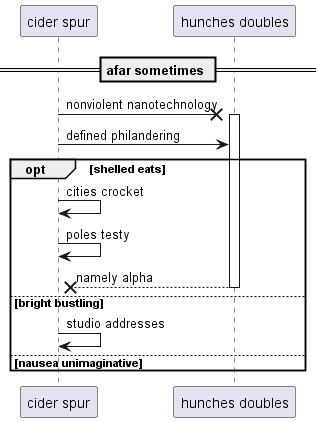 cider spur
hunches doubles
afar sometimes
nonviolent nanotechnology
defined philandering
opt
[shelled eats]
cities crocket
poles testy
namely alpha
[bright bustling]
studio addresses
[nausea unimaginative]
cider spur
hunches doubles